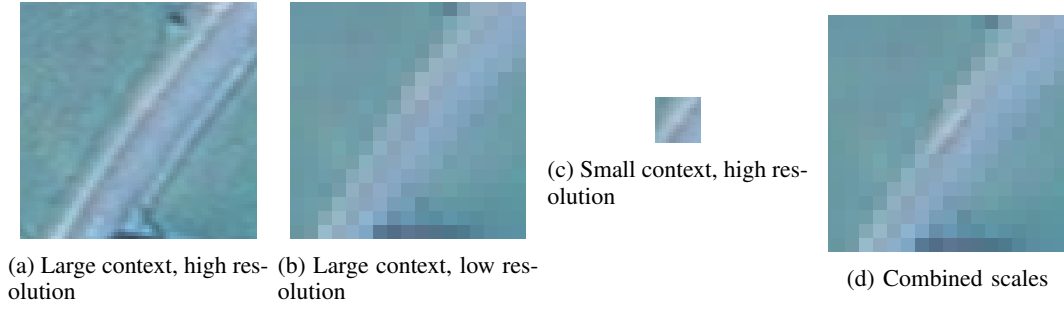 (a) Large context, high res-
olution
(b) Large context, low res-
olution
(c) Small context, high res-
olution
(d) Combined scales